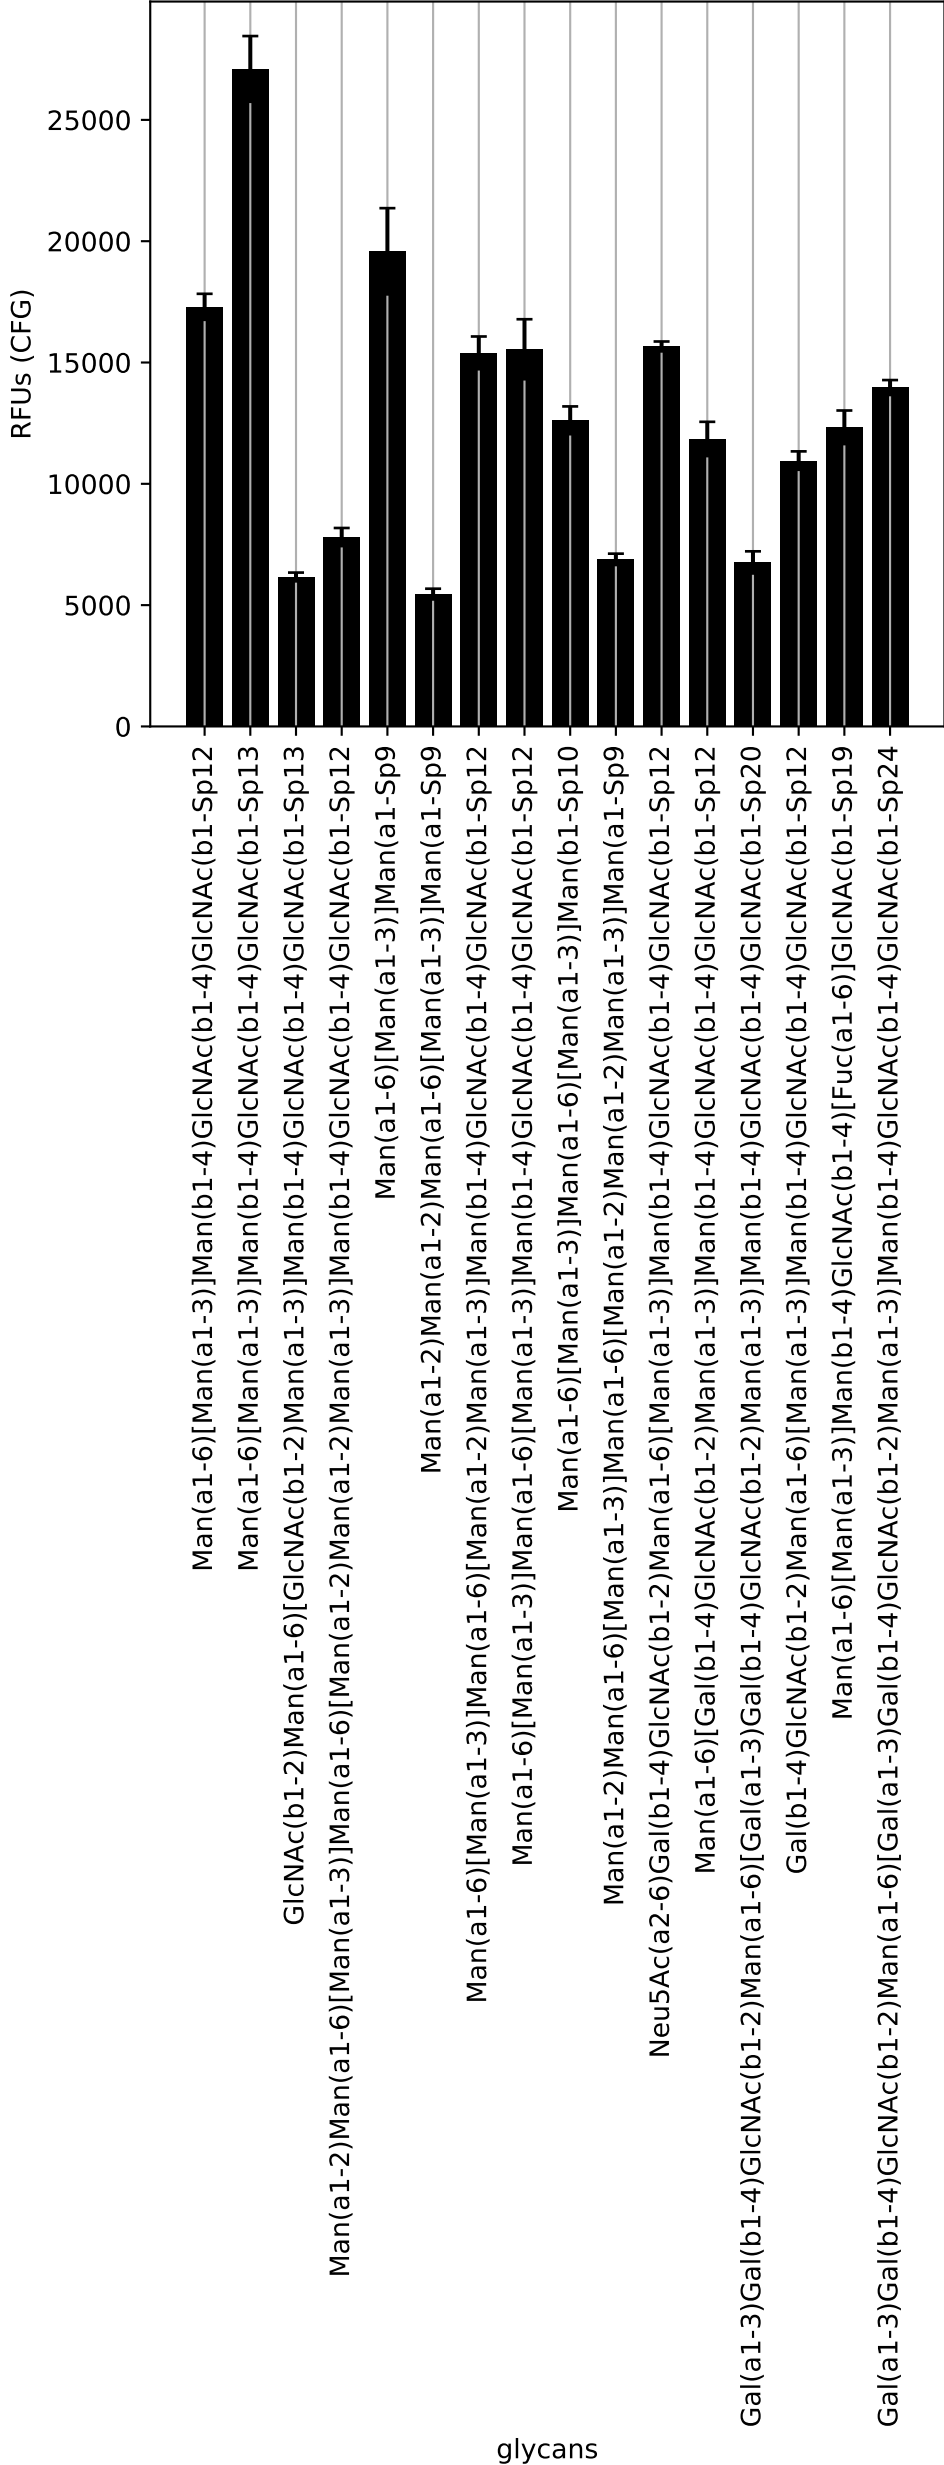 RFUs (CFG)
25000
20000
15000
10000
5000
0
Man(a1-6)[Man(a1-3)]Man(b1-4)GlcNAc(b1-4)GlcNAc(b1-Sp12
Man(a1-6)[Man(a1-3)]Man(b1-4)GlcNAc(b1-4)GlcNAc(b1-Sp13
GlcNAc(b1-2)Man(a1-6)[GlcNAc(b1-2)Man(a1-3)]Man(b1-4)GlcNAc(b1-4)GlcNAc(b1-Sp13
Man(a1-2)Man(a1-6)[Man(a1-3)]Man(a1-6)[Man(a1-2)Man(a1-2)Man(a1-3)]Man(b1-4)GlcNAc(b1-4)GlcNAc(b1-Sp12
Man(a1-6)[Man(a1-3)]Man(a1-Sp9
Man(a1-2)Man(a1-2)Man(a1-6)[Man(a1-3)]Man(a1-Sp9
Man(a1-6)[Man(a1-3)]Man(a1-6)[Man(a1-2)Man(a1-3)]Man(b1-4)GlcNAc(b1-4)GlcNAc(b1-Sp12
Man(a1-6)[Man(a1-3)]Man(a1-6)[Man(a1-3)]Man(b1-4)GlcNAc(b1-4)GlcNAc(b1-Sp12
Man(a1-6)[Man(a1-3)]Man(a1-6)[Man(a1-3)]Man(b1-Sp10
Man(a1-2)Man(a1-6)[Man(a1-3)]Man(a1-6)[Man(a1-2)Man(a1-2)Man(a1-3)]Man(a1-Sp9
Neu5Ac(a2-6)Gal(b1-4)GlcNAc(b1-2)Man(a1-6)[Man(a1-3)]Man(b1-4)GlcNAc(b1-4)GlcNAc(b1-Sp12
Man(a1-6)[Gal(b1-4)GlcNAc(b1-2)Man(a1-3)]Man(b1-4)GlcNAc(b1-4)GlcNAc(b1-Sp12
Gal(a1-3)Gal(b1-4)GlcNAc(b1-2)Man(a1-6)[Gal(a1-3)Gal(b1-4)GlcNAc(b1-2)Man(a1-3)]Man(b1-4)GlcNAc(b1-4)GlcNAc(b1-Sp20
Gal(b1-4)GlcNAc(b1-2)Man(a1-6)[Man(a1-3)]Man(b1-4)GlcNAc(b1-4)GlcNAc(b1-Sp12
Man(a1-6)[Man(a1-3)]Man(b1-4)GlcNAc(b1-4)[Fuc(a1-6)]GlcNAc(b1-Sp19
Gal(a1-3)Gal(b1-4)GlcNAc(b1-2)Man(a1-6)[Gal(a1-3)Gal(b1-4)GlcNAc(b1-2)Man(a1-3)]Man(b1-4)GlcNAc(b1-4)GlcNAc(b1-Sp24
glycans